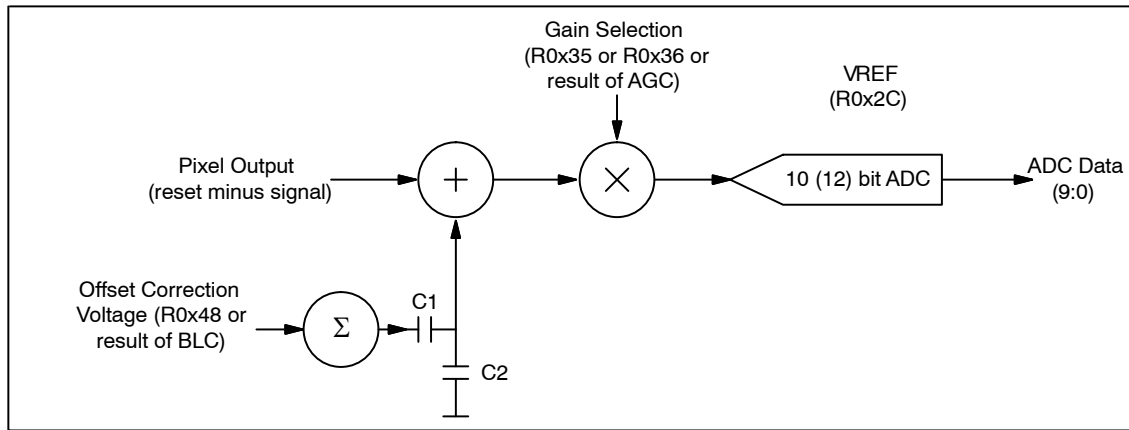 Gain Selection
(R0x35 or R0x36 or
result of AGC)
VREF
(R0x2C)
Pixel Output
(reset minus signal)
+
×
10 (12) bit ADC
ADC Data
(9:0)
Offset Correction
Voltage (R0x48 or
result of BLC)
Σ
C1
C2